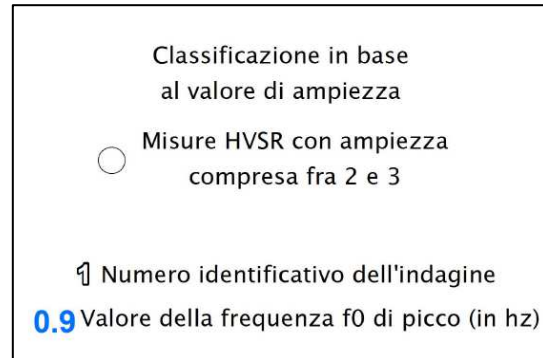 Classificazione in base
al valore di ampiezza
Misure HVSR con ampiezza
compresa fra 2 e 3
1 Numero identificativo dell'indagine
0.9 Valore della frequenza f0 di picco (in hz)